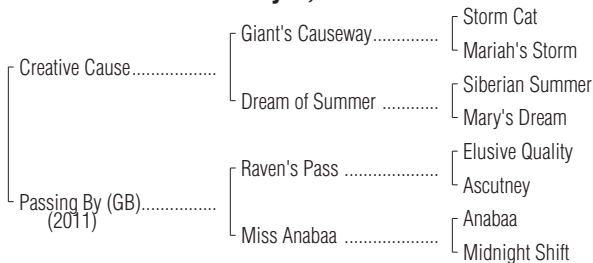 Storm Cat
Giant's Causeway..............
Mariah's Storm
Creative Cause..................
Siberian Summer
Dream of Summer ............
Mary's Dream
Elusive Quality
Raven's Pass ....................
Ascutney
Passing By (GB)................
(2011)
Anabaa
Miss Anabaa ....................
Midnight Shift